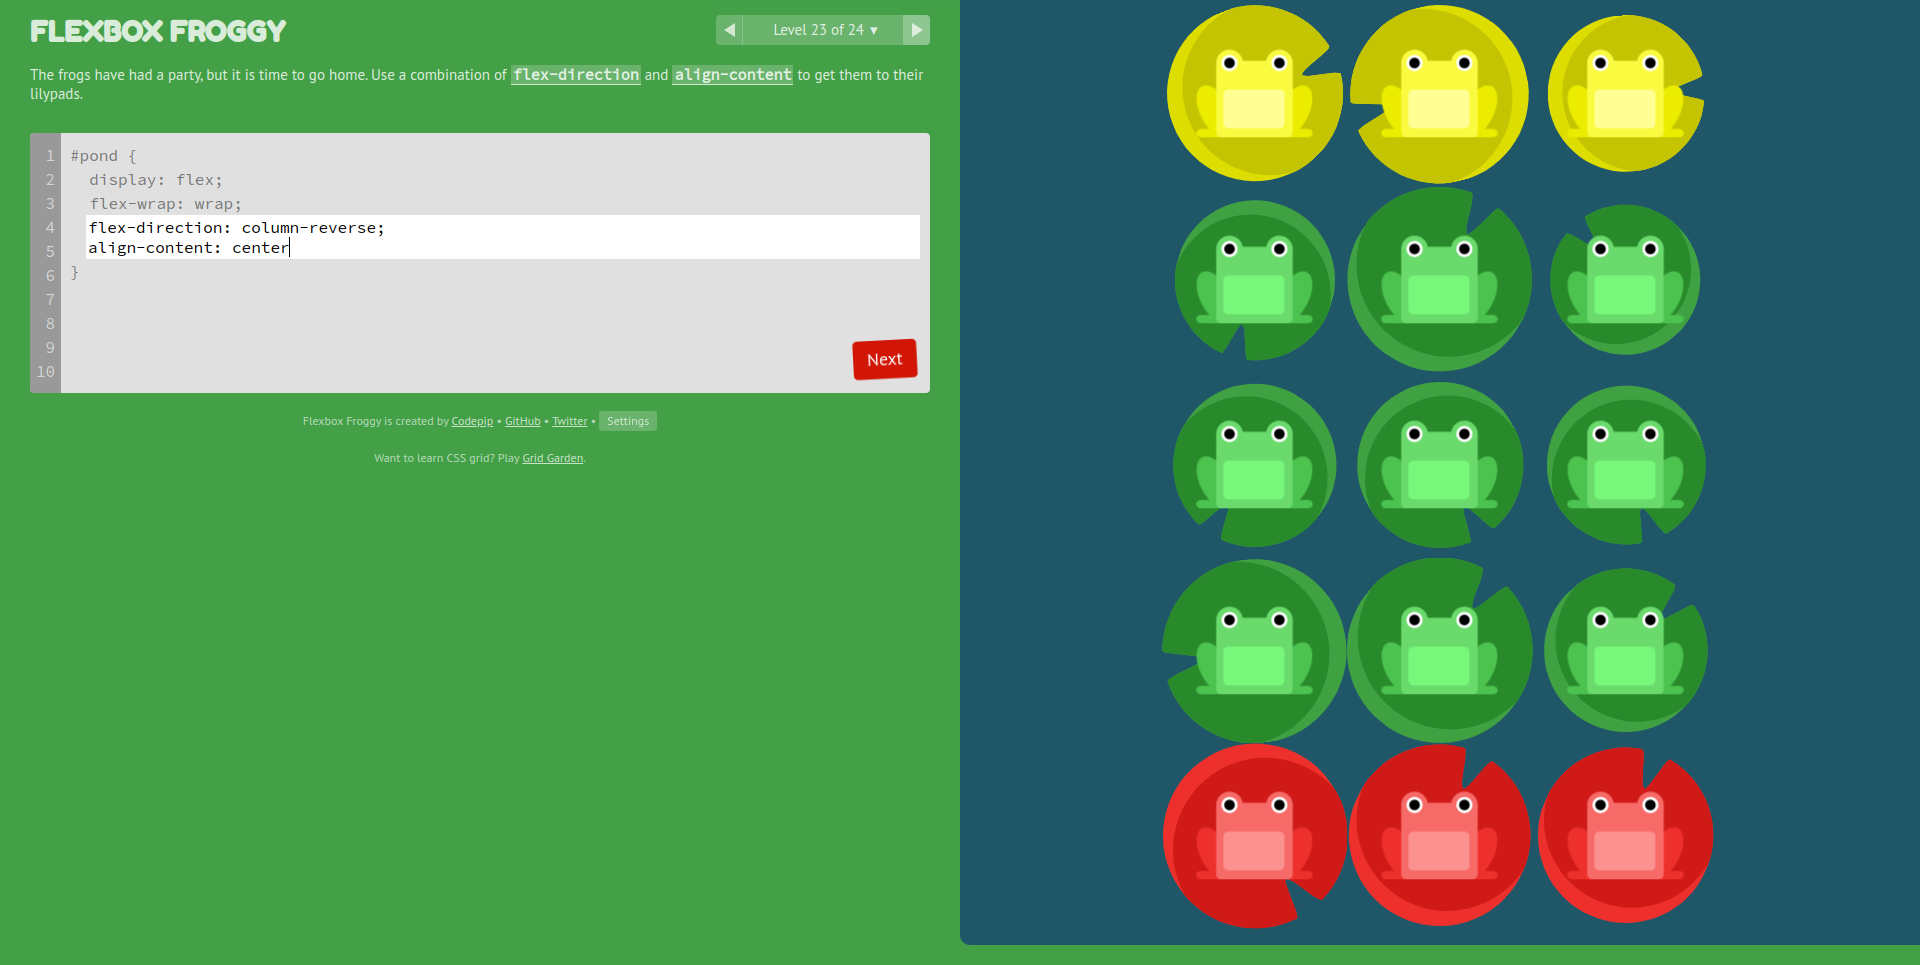 FLEXBOX FROGGY
◀ Level 23 of 24 ▾ ▶
The frogs have had a party, but it is time to go home. Use a combination of flex-direction and align-content to get them to their
lilypads.
1 #pond {
2 display: flex;
3 flex-wrap: wrap;
4 flex-direction: column-reverse;
5 align-content: center
6 }
7
8
9
10
Next
Flexbox Froggy is created by Codepip • GitHub • Twitter • Settings
Want to learn CSS grid? Play Grid Garden.